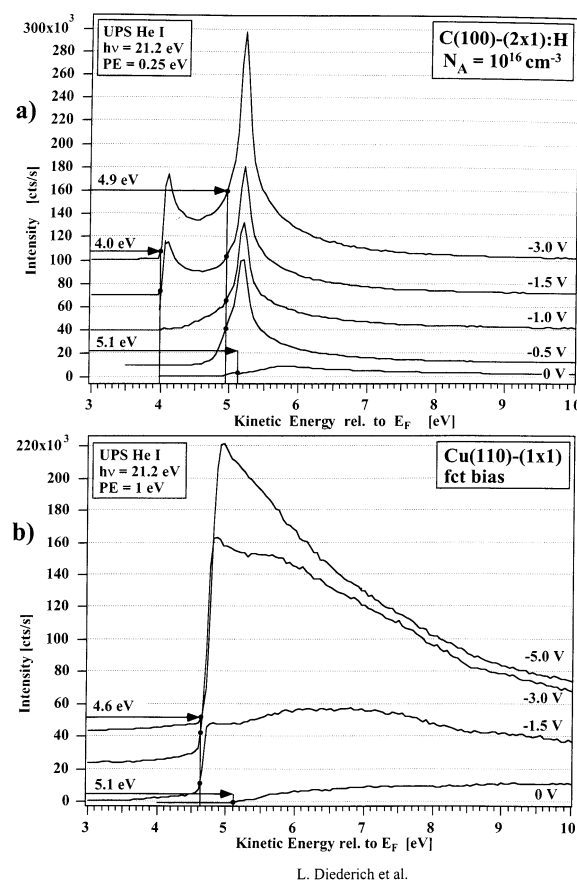 a)
UPS He I
hν = 21.2 eV
PE = 0.25 eV
C(100)-(2x1):H
N_A = 10^16 cm^-3
Intensity [cts/s]
300x10^3
280
260
240
220
200
180
160
140
120
100
80
60
40
20
0
4.9 eV
4.0 eV
5.1 eV
-3.0 V
-1.5 V
-1.0 V
-0.5 V
0 V
3 4 5 6 7 8 9 10
Kinetic Energy rel. to E_F [eV]
b)
UPS He I
hν = 21.2 eV
PE = 1 eV
Cu(110)-(1x1)
fct bias
Intensity [cts/s]
220x10^3
200
180
160
140
120
100
80
60
40
20
0
4.6 eV
5.1 eV
-5.0 V
-3.0 V
-1.5 V
0 V
3 4 5 6 7 8 9 10
Kinetic Energy rel. to E_F [eV]
L. Diederich et al.